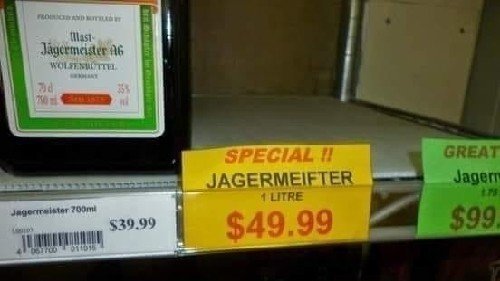 PRODUCED AND BOTTLED BY
Mast-
Jägermeister AG
WOLFENBÜTTEL
GERMANY
70 cl
700 ml
35%
vol
Jagermeister 700ml
$39.99
SPECIAL !!
JAGERMEIFTER
1 LITRE
$49.99
GREAT
Jagerm
$99.